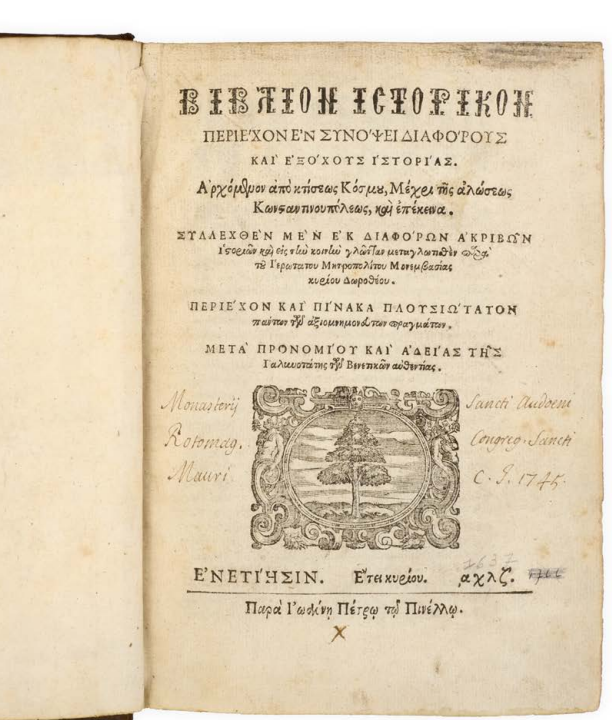 ΒΙΒΛΙΟΝ ΙΣΤΟΡΙΚΟΝ
ΠΕΡΙΕ'ΧΟΝ Ε'Ν ΣΥΝΟ'ΨΕΙ ΔΙΑΦΟ'ΡΟΥΣ
ΚΑΙ' Ε'ΞΟ'ΧΟΥΣ Ι'ΣΤΟΡΙ'ΑΣ.
Α'ρχόμενον ἀπὸ κτίσεως Κόσμου, Μέχρι τῆς ἁλώσεως
Κωνσταντινουπόλεως, καὶ ἐπέκεινα.
ΣΥΛΛΕΧΘΕ'Ν ΜΕ'Ν Ε'Κ ΔΙΑΦΟ'ΡΩΝ Α'ΚΡΙΒΩ͂Ν
Ἱστοριῶν καὶ εἰς τὴν κοινὴν γλῶτταν μεταγλωττισθὲν παρὰ
τοῦ Ἱερωτάτου Μητροπολίτου Μονεμβασίας
κυρίου Δωροθέου.
ΠΕΡΙΕ'ΧΟΝ ΚΑΙ' ΠΙ'ΝΑΚΑ ΠΛΟΥΣΙΩ'ΤΑΤΟΝ
πάντων τῶν ἀξιομνημονεύτων πραγμάτων.
ΜΕΤΑ' ΠΡΟΝΟΜΙ'ΟΥ ΚΑΙ' Α'ΔΕΙ'ΑΣ ΤΗ͂Σ
Γαληνοτάτης τῶν Βενετικῶν αὐθεντίας.
Monasterij Sancti Audoeni
Rotomag. Congreg. Sancti
Mauri C. J. 1745.
1637
Ε'ΝΕΤΙ'ΗΣΙΝ. Ἔτει κυρίου. αχλζ.
Παρὰ Ἰωάννῃ Πέτρῳ τῷ Πινέλλῳ.
x